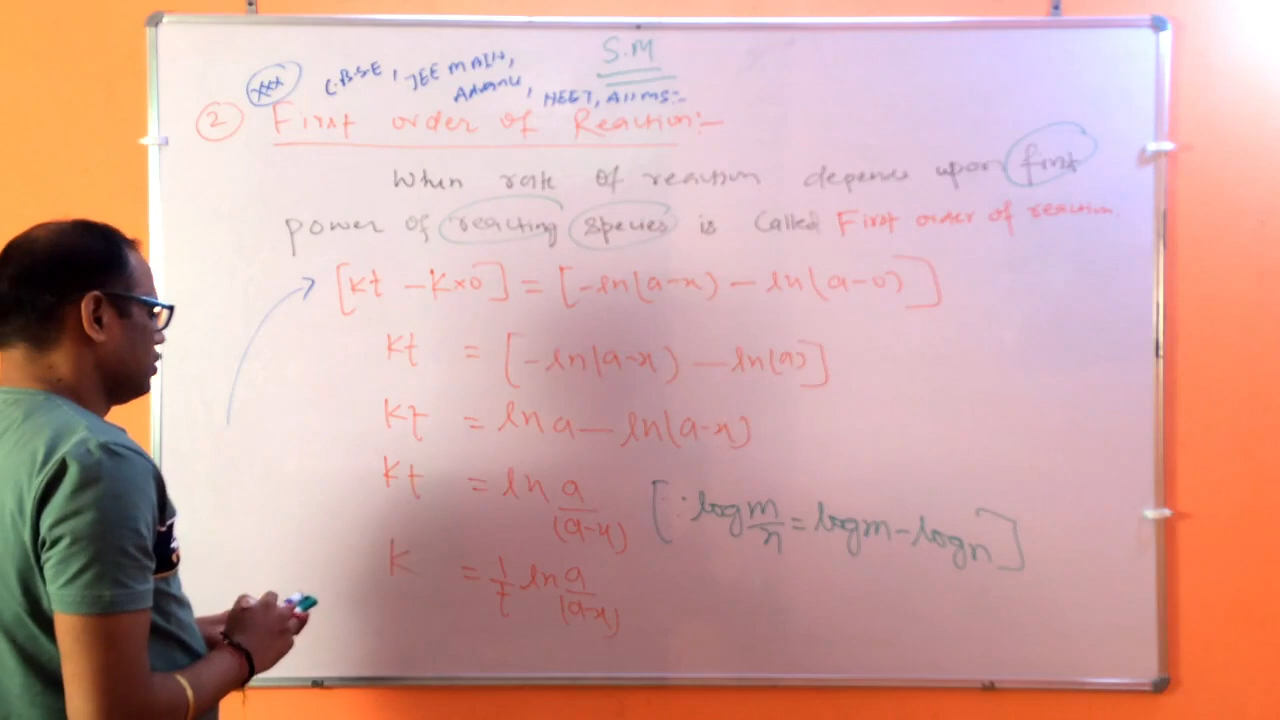 S.M
xxx CBSE, JEE MAIN,
Advance, NEET, AIIMS:-
2 First order of Reaction:-
When rate of reaction depends upon first
power of reacting species is called First order of reaction.
[Kt - K×0] = [-ln(a-x) - ln(a-0)]
Kt = [-ln(a-x) - ln(a)]
Kt = ln a - ln(a-x)
Kt = ln a/(a-x) [∵ log m/n = log m - log n]
K = 1/t ln a/(a-x)